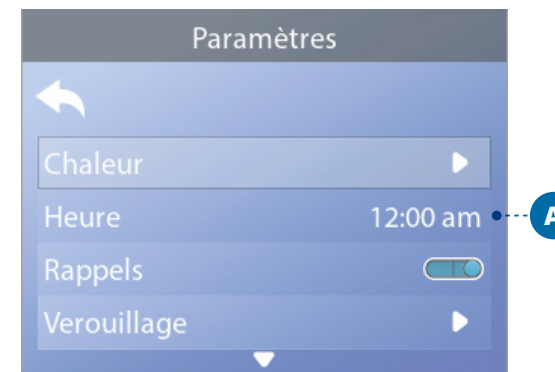 Paramètres
Chaleur
Heure 12:00 am
A
Rappels
Verouillage